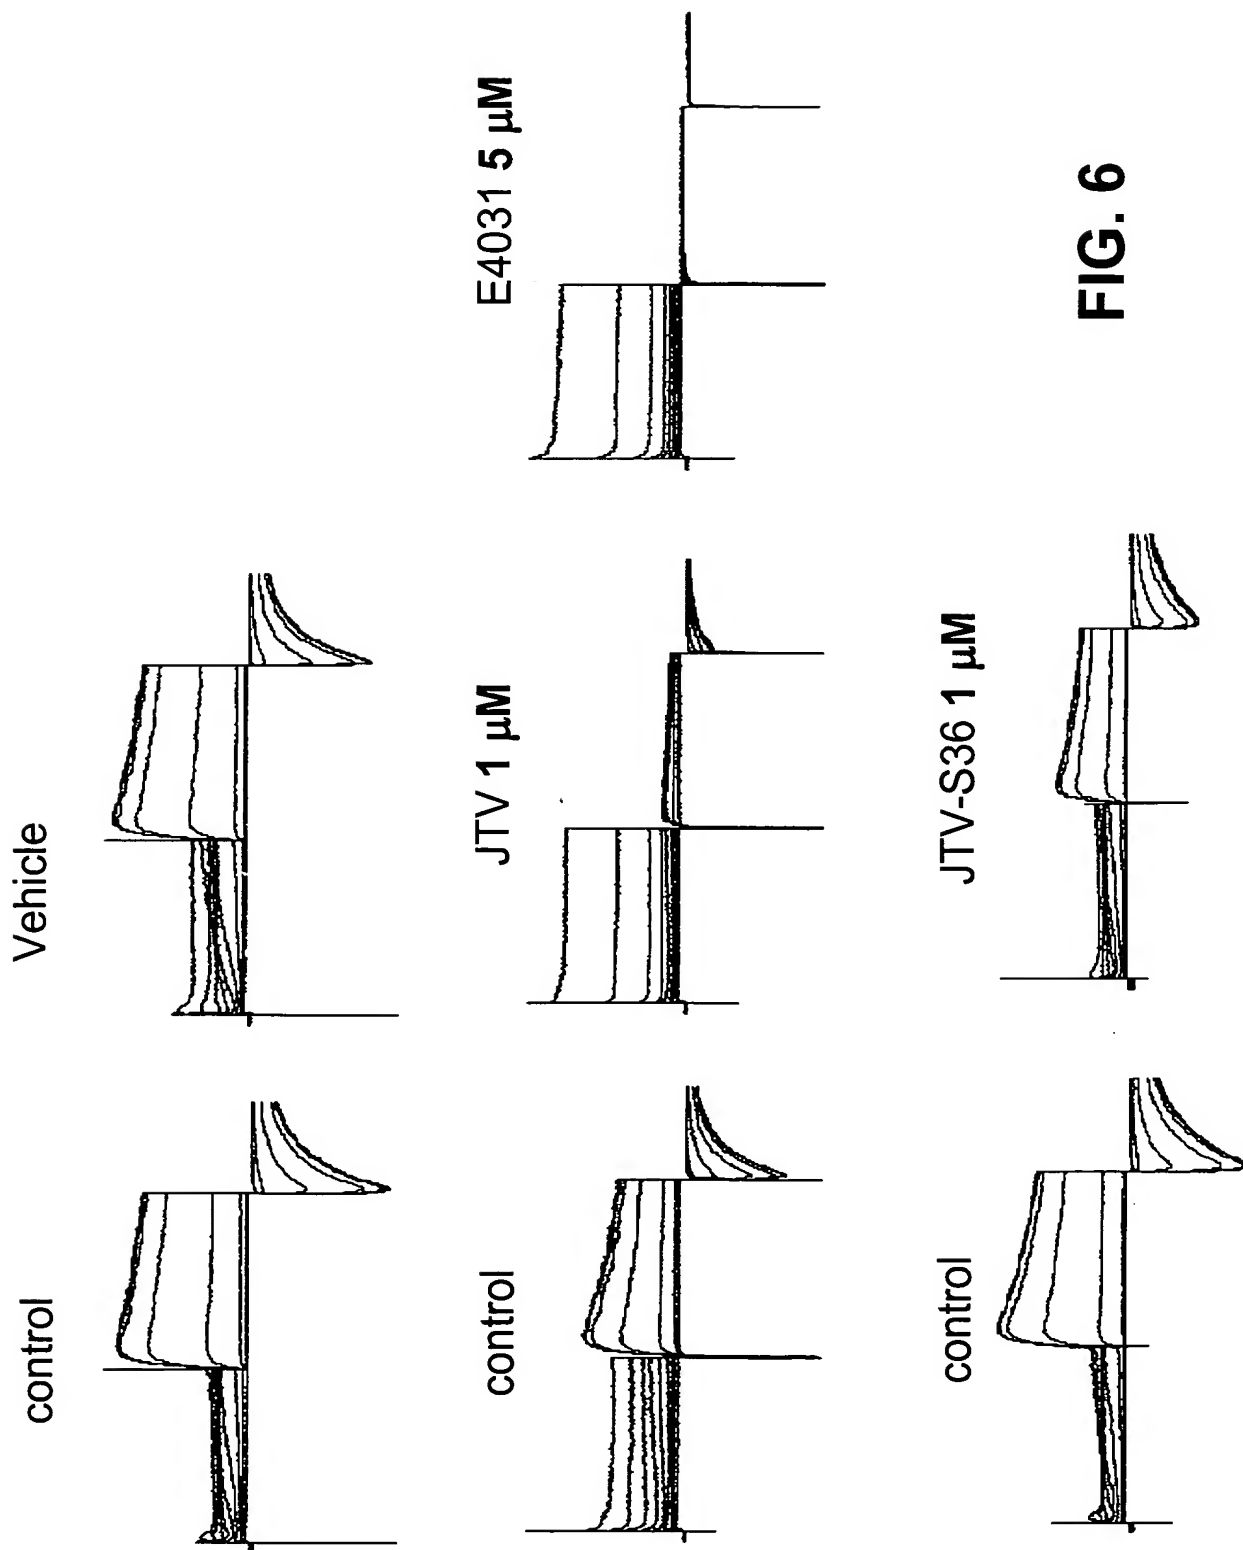 control
Vehicle
control
JTV 1 µM
E4031 5 µM
control
JTV-S36 1 µM
FIG. 6